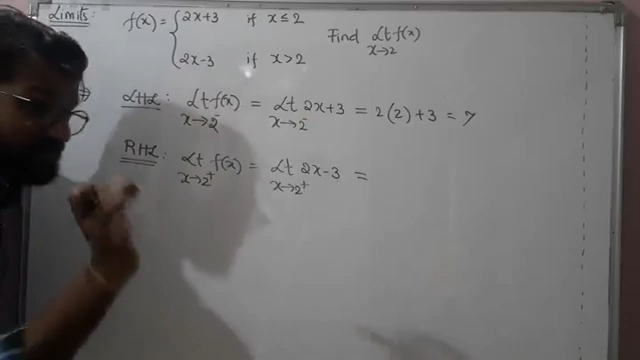 Limits:
f(x) = { 2x+3 if x ≤ 2 Find Lt f(x)
x→2
2x-3 if x > 2
LHL: Lt f(x) = Lt 2x+3 = 2(2)+3 = 7
x→2⁻ x→2⁻
RHL: Lt f(x) = Lt 2x-3 =
x→2⁺ x→2⁺